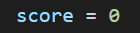 score = 0